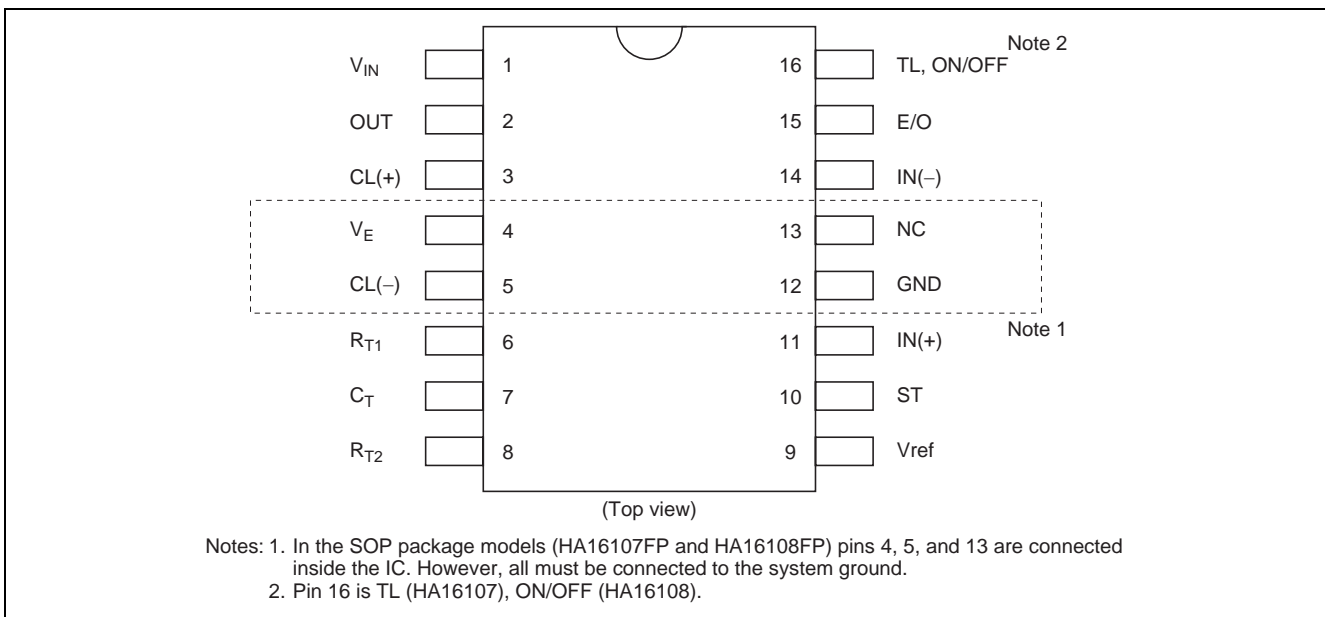 Note 2
V_IN 1 16 TL, ON/OFF
OUT 2 15 E/O
CL(+) 3 14 IN(−)
V_E 4 13 NC
CL(−) 5 12 GND
Note 1
R_T1 6 11 IN(+)
C_T 7 10 ST
R_T2 8 9 Vref
(Top view)
Notes: 1. In the SOP package models (HA16107FP and HA16108FP) pins 4, 5, and 13 are connected
inside the IC. However, all must be connected to the system ground.
2. Pin 16 is TL (HA16107), ON/OFF (HA16108).